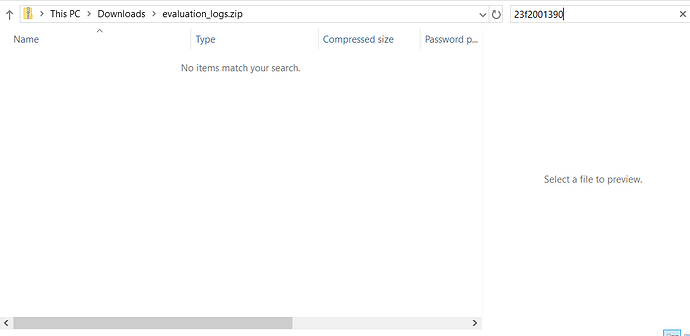 This PC > Downloads > evaluation_logs.zip
23f2001390
Name Type Compressed size Password p...
No items match your search.
Select a file to preview.